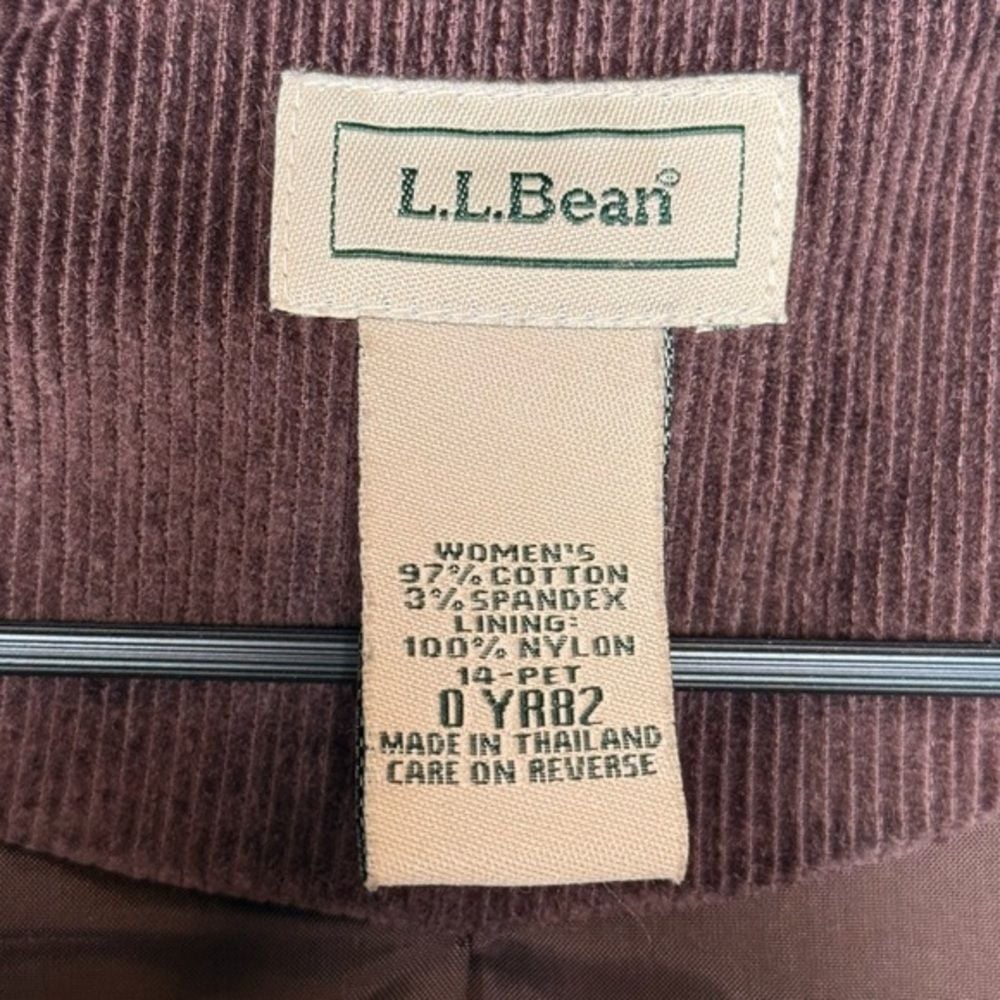 L.L.Bean®
WOMEN'S
97% COTTON
3% SPANDEX
LINING:
100% NYLON
14-PET
0 YR82
MADE IN THAILAND
CARE ON REVERSE